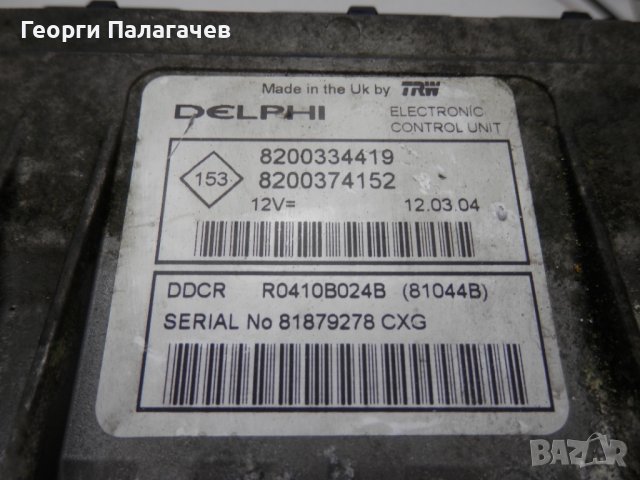 Георги Палагачев
Made in the Uk by TRW
DELPHI
ELECTRONIC
CONTROL UNIT
153
8200334419
8200374152
12V=
12.03.04
DDCR R0410B024B (81044B)
SERIAL No 81879278 CXG
BAZAR